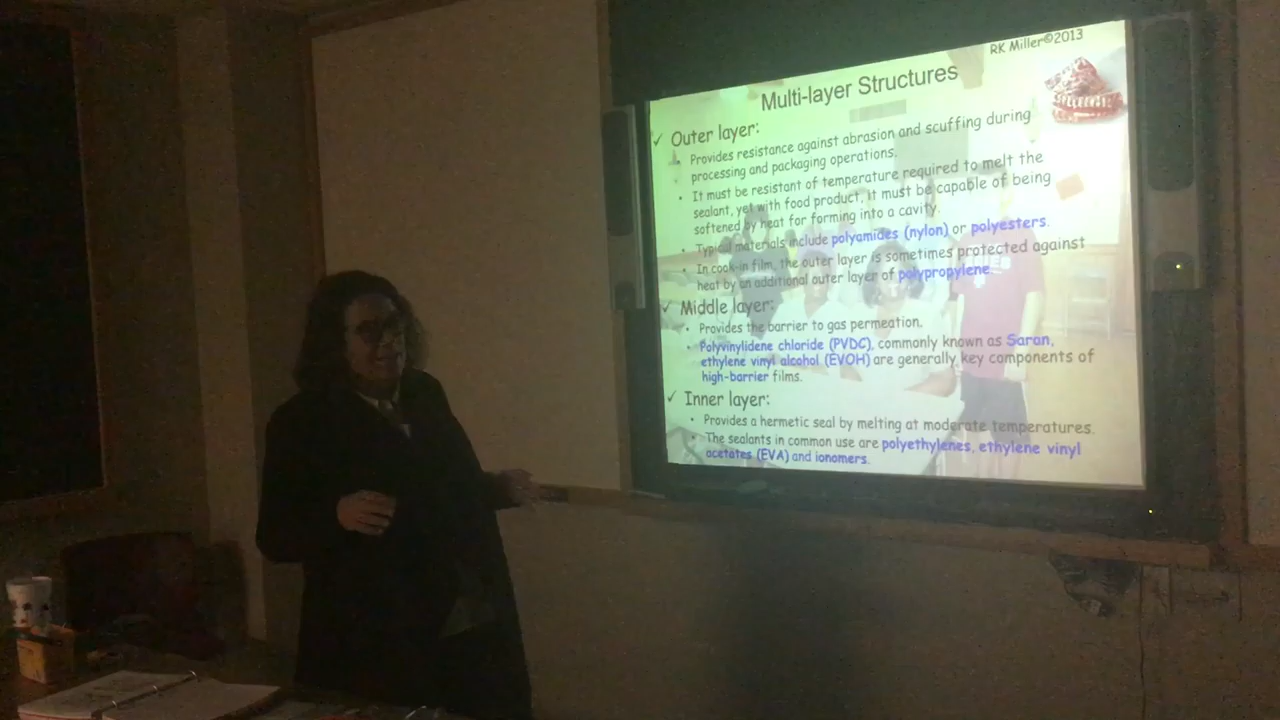 RK Miller©2013
Multi-layer Structures
✓ Outer layer:
• Provides resistance against abrasion and scuffing during
processing and packaging operations.
• It must be resistant of temperature required to melt the
sealant, yet with food product, it must be capable of being
softened by heat for forming into a cavity.
• Typical materials include polyamides (nylon) or polyesters.
• In cook-in film, the outer layer is sometimes protected against
heat by an additional outer layer of polypropylene.
✓ Middle layer:
• Provides the barrier to gas permeation.
• Polyvinylidene chloride (PVDC), commonly known as Saran,
ethylene vinyl alcohol (EVOH) are generally key components of
high-barrier films.
✓ Inner layer:
• Provides a hermetic seal by melting at moderate temperatures.
• The sealants in common use are polyethylenes, ethylene vinyl
acetates (EVA) and ionomers.